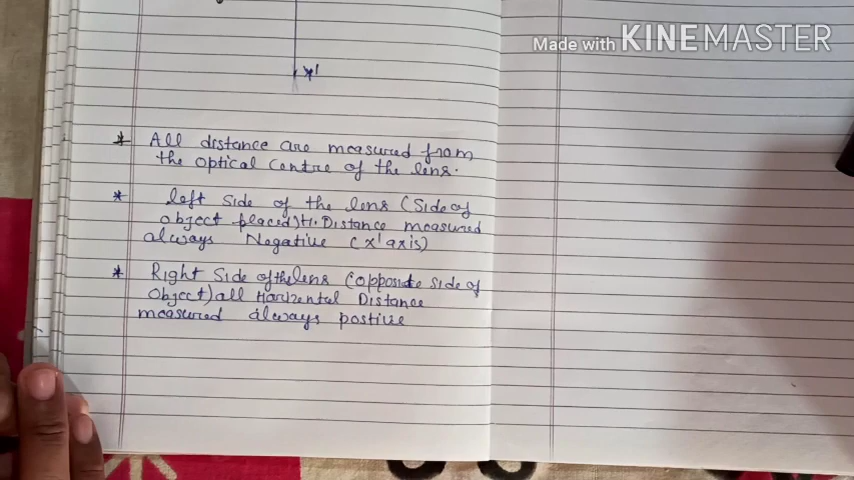 Made with KINEMASTER
y'
* All distance are measured from
the optical centre of the lens.
* left side of the lens (side of
object placed) H. Distance measured
always Negative (x' axis)
* Right side of the lens (opposite side of
object) all Harizental Distance
measured always postive